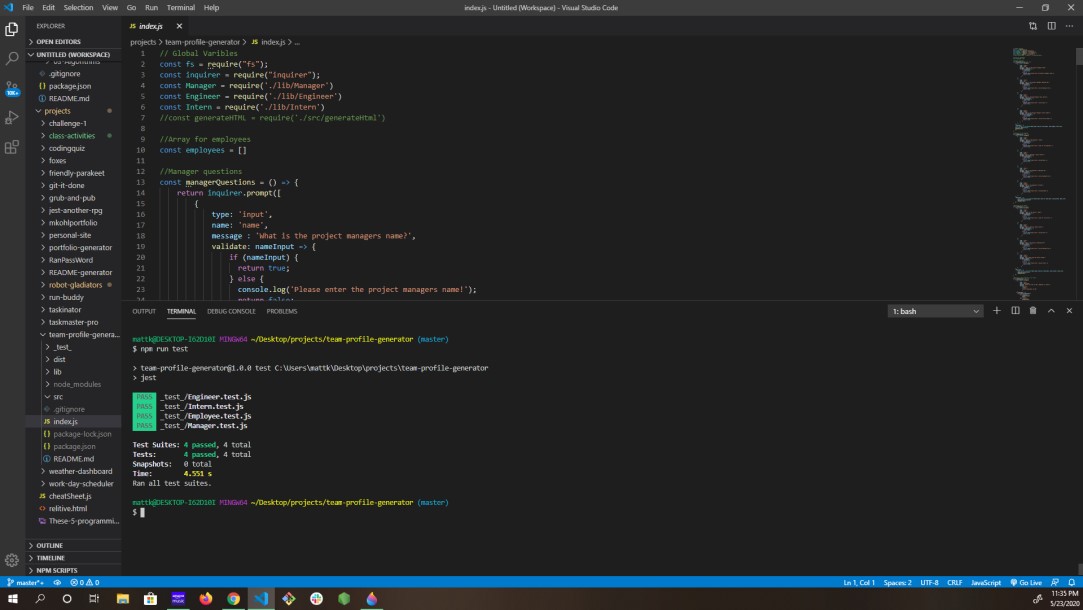 File Edit Selection View Go Run Terminal Help
index.js - Untitled (Workspace) - Visual Studio Code
EXPLORER
OPEN EDITORS
UNTITLED (WORKSPACE)
.gitignore
package.json
README.md
projects
challenge-1
class-activities
codingquiz
foxes
friendly-parakeet
git-it-done
grub-and-pub
jest-another-rpg
mkohlportfolio
personal-site
portfolio-generator
RanPassWord
README-generator
robot-gladiators
run-buddy
taskinator
taskmaster-pro
team-profile-genera...
_test_
dist
lib
node_modules
src
.gitignore
JS index.js
{} package-lock.json
{} package.json
README.md
weather-dashboard
work-day-scheduler
JS cheatSheet.js
relitive.html
These-5-programmi...
OUTLINE
TIMELINE
NPM SCRIPTS
10K+
JS index.js
projects > team-profile-generator > JS index.js > ...
1 // Global Varibles
2 const fs = require("fs");
3 const inquirer = require("inquirer");
4 const Manager = require('./lib/Manager')
5 const Engineer = require('./lib/Engineer')
6 const Intern = require('./lib/Intern')
7 //const generateHTML = require('./src/generateHtml')
8
9 //Array for employees
10 const employees = []
11
12 //Manager questions
13 const managerQuestions = () => {
14 return inquirer.prompt([
15 {
16 type: 'input',
17 name: 'name',
18 message : 'What is the project managers name?',
19 validate: nameInput => {
20 if (nameInput) {
21 return true;
22 } else {
23 console.log('Please enter the project managers name!');
24 return false;
OUTPUT TERMINAL DEBUG CONSOLE PROBLEMS
1: bash
mattk@DESKTOP-I62D10I MINGW64 ~/Desktop/projects/team-profile-generator (master)
$ npm run test
> team-profile-generator@1.0.0 test C:\Users\mattk\Desktop\projects\team-profile-generator
> jest
PASS _test_/Engineer.test.js
PASS _test_/Intern.test.js
PASS _test_/Employee.test.js
PASS _test_/Manager.test.js
Test Suites: 4 passed, 4 total
Tests: 4 passed, 4 total
Snapshots: 0 total
Time: 4.551 s
Ran all test suites.
mattk@DESKTOP-I62D10I MINGW64 ~/Desktop/projects/team-profile-generator (master)
$
master*+ 0 0
Ln 1, Col 1 Spaces: 2 UTF-8 CRLF JavaScript Go Live
11:35 PM
5/23/2020